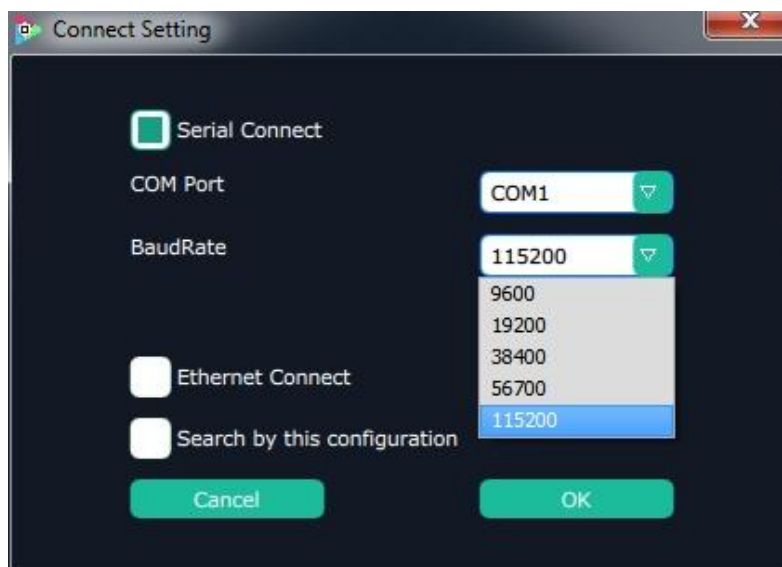 Connect Setting
Serial Connect
COM Port
COM1
BaudRate
115200
9600
19200
38400
56700
115200
Ethernet Connect
Search by this configuration
Cancel
OK